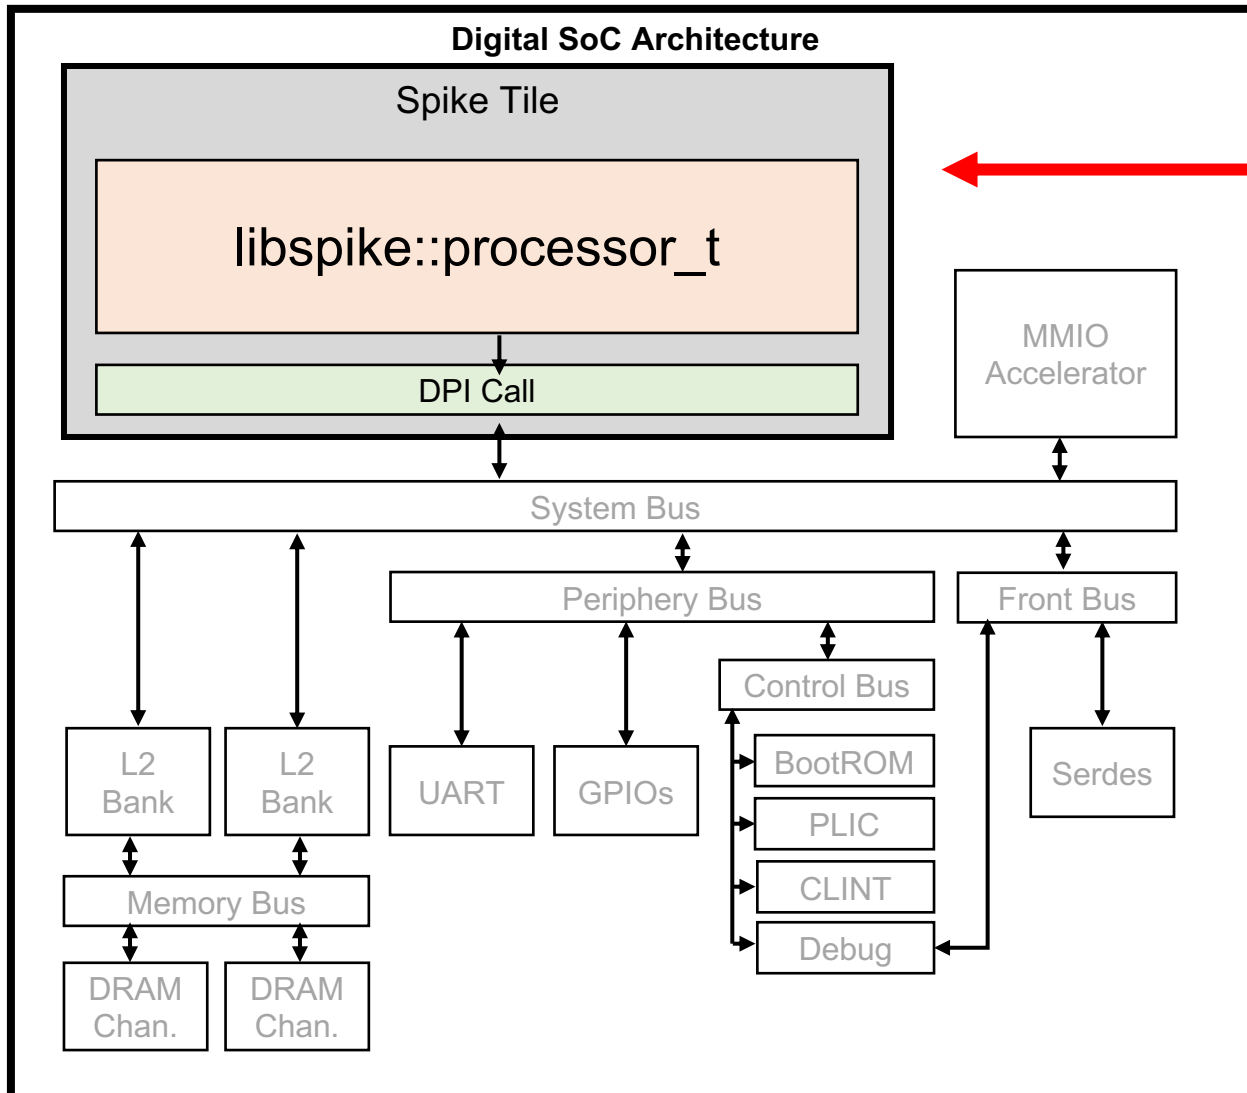 Digital SoC Architecture
Spike Tile
libspike::processor_t
DPI Call
MMIO
Accelerator
System Bus
Periphery Bus
Front Bus
Control Bus
L2
Bank
L2
Bank
UART
GPIOs
BootROM
Serdes
PLIC
CLINT
Memory Bus
Debug
DRAM
Chan.
DRAM
Chan.